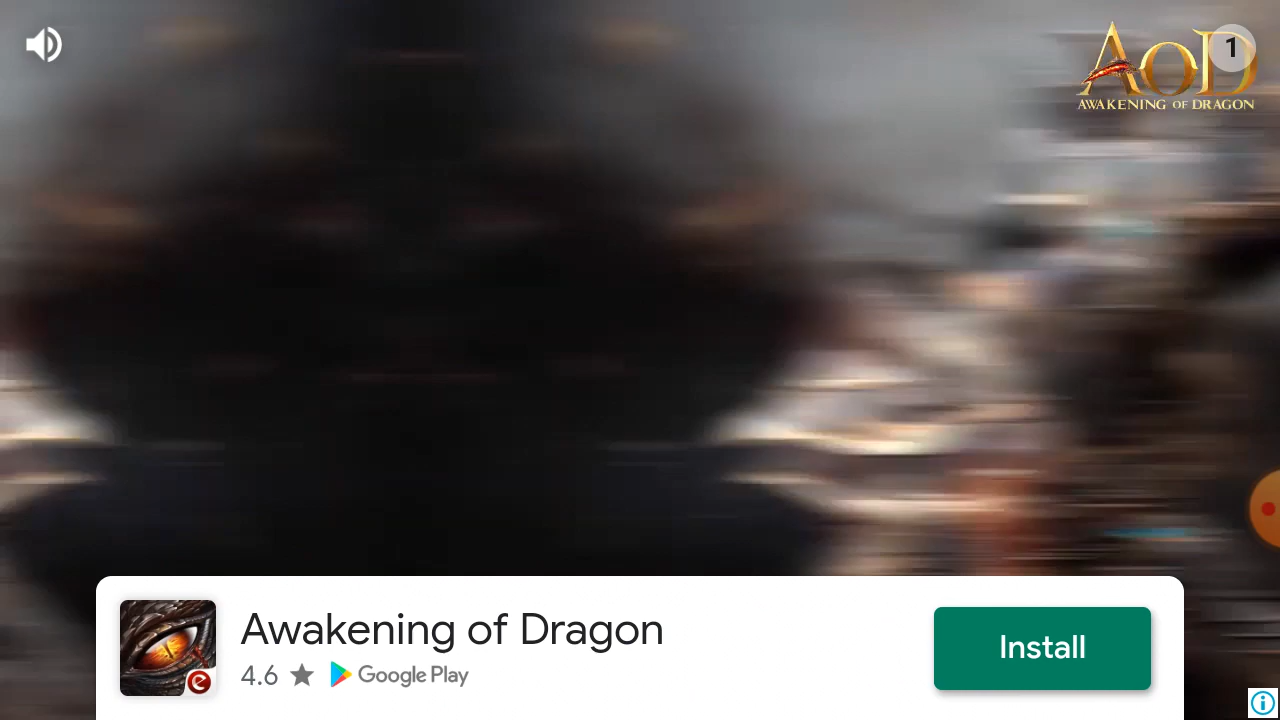 AoD
1
AWAKENING OF DRAGON
Awakening of Dragon
4.6 ★ Google Play
Install